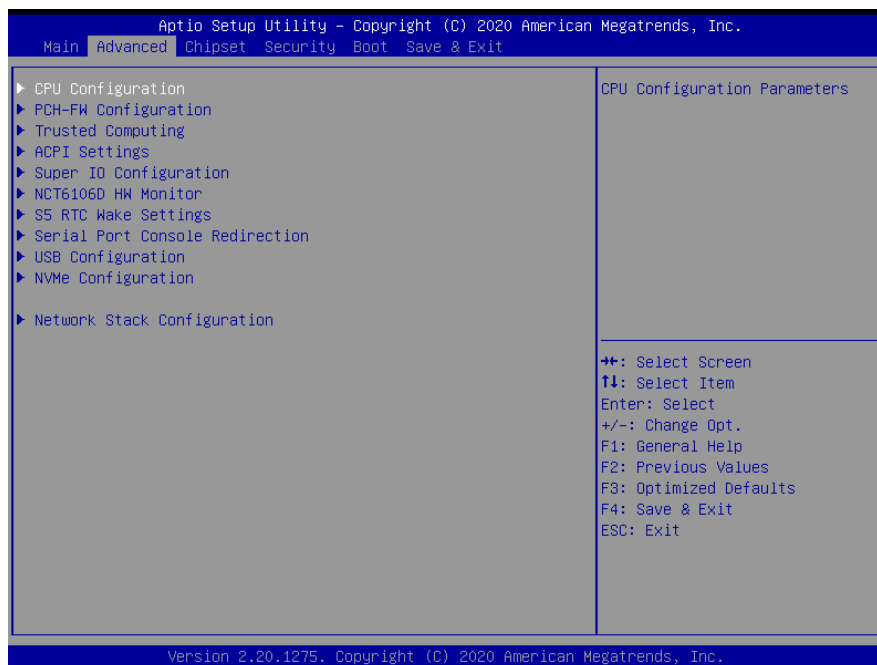 Aptio Setup Utility – Copyright (C) 2020 American Megatrends, Inc.
Main Advanced Chipset Security Boot Save & Exit
▶ CPU Configuration
▶ PCH-FW Configuration
▶ Trusted Computing
▶ ACPI Settings
▶ Super IO Configuration
▶ NCT6106D HW Monitor
▶ S5 RTC Wake Settings
▶ Serial Port Console Redirection
▶ USB Configuration
▶ NVMe Configuration
▶ Network Stack Configuration
CPU Configuration Parameters
→←: Select Screen
↑↓: Select Item
Enter: Select
+/-: Change Opt.
F1: General Help
F2: Previous Values
F3: Optimized Defaults
F4: Save & Exit
ESC: Exit
Version 2.20.1275. Copyright (C) 2020 American Megatrends, Inc.